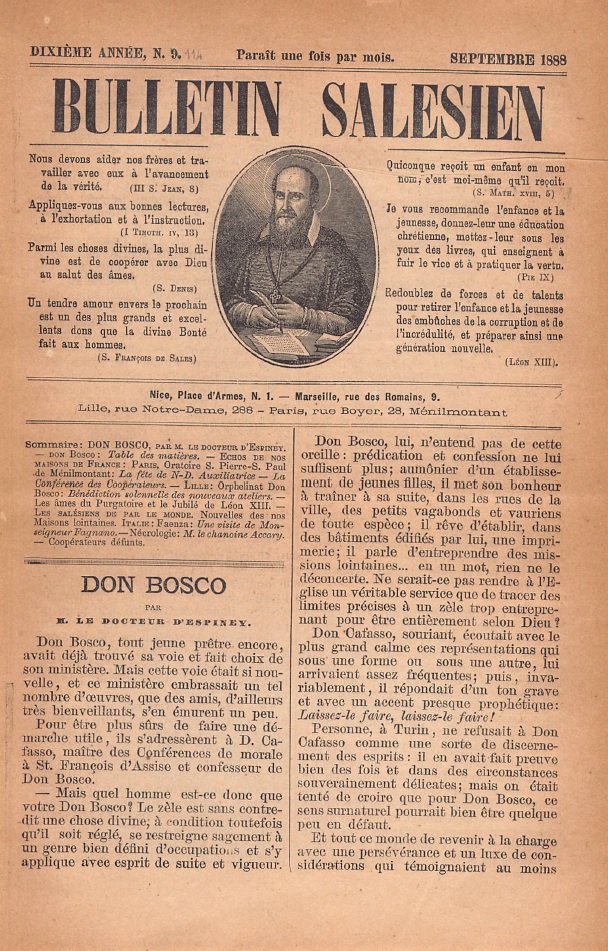 DIXIÈME ANNÉE, N. 9. 114
Paraît une fois par mois.
SEPTEMBRE 1888
BULLETIN SALESIEN
Nous devons aider nos frères et tra-
vailler avec eux à l'avancement
de la vérité. (III S. JEAN, 8)
Appliquez-vous aux bonnes lectures,
à l'exhortation et à l'instruction.
(I TIMOTH. IV, 13)
Parmi les choses divines, la plus di-
vine est de coopérer avec Dieu
au salut des âmes.
(S. DENIS)
Un tendre amour envers le prochain
est un des plus grands et excel-
lents dons que la divine Bonté
fait aux hommes.
(S. FRANÇOIS DE SALES)
Quiconque reçoit un enfant en mon
nom, c'est moi-même qu'il reçoit.
(S. MATH. XVIII, 5)
Je vous recommande l'enfance et la
jeunesse, donnez-leur une éducation
chrétienne, mettez-leur sous les
yeux des livres, qui enseignent à
fuir le vice et à pratiquer la vertu.
(PIE IX)
Redoublez de forces et de talents
pour retirer l'enfance et la jeunesse
des embûches de la corruption et de
l'incrédulité, et préparer ainsi une
génération nouvelle.
(LÉON XIII).
Nice, Place d'Armes, N. 1. — Marseille, rue des Romains, 9.
Lille, rue Notre-Dame, 288 - Paris, rue Boyer, 28, Ménilmontant
Sommaire: DON BOSCO, PAR M. LE DOCTEUR D'ESPINEY.
— DON BOSCO: Table des matières. — ECHOS DE NOS
MAISONS DE FRANCE: PARIS, Oratoire S. Pierre-S. Paul
de Ménilmontant: La fête de N-D. Auxiliatrice — La
Conférence des Coopérateurs. — LILLE: Orphelinat Don
Bosco: Bénédiction solennelle des nouveaux ateliers. —
Les âmes du Purgatoire et le Jubilé de Léon XIII. —
LES SALÉSIENS DE PAR LE MONDE. Nouvelles des nos
Maisons lointaines. ITALIE: Faenza: Une visite de Mon-
seigneur Fagnano. — Nécrologie: M. le chanoine Accary.
— Coopérateurs défunts.
DON BOSCO
PAR
M. LE DOCTEUR D'ESPINEY.
Don Bosco, tout jeune prêtre encore,
avait déjà trouvé sa voie et fait choix de
son ministère. Mais cette voie était si nou-
velle, et ce ministère embrassait un tel
nombre d'œuvres, que des amis, d'ailleurs
très bienveillants, s'en émurent un peu.
Pour être plus sûrs de faire une dé-
marche utile, ils s'adressèrent à D. Ca-
fasso, maître des Conférences de morale
à St. François d'Assise et confesseur de
Don Bosco.
— Mais quel homme est-ce donc que
votre Don Bosco? Le zèle est sans contre-
dit une chose divine, à condition toutefois
qu'il soit réglé, se restreigne sagement à
un genre bien défini d'occupations et s'y
applique avec esprit de suite et vigueur.
Don Bosco, lui, n'entend pas de cette
oreille: prédication et confession ne lui
suffisent plus; aumônier d'un établisse-
ment de jeunes filles, il met son bonheur
à traîner à sa suite, dans les rues de la
ville, des petits vagabonds et vauriens
de toute espèce; il rêve d'établir, dans
des bâtiments édifiés par lui, une impri-
merie; il parle d'entreprendre des mis-
sions lointaines... en un mot, rien ne le
déconcerte. Ne serait-ce pas rendre à l'E-
glise un véritable service que de tracer des
limites précises à un zèle trop entrepre-
nant pour être entièrement selon Dieu?
Don Cafasso, souriant, écoutait avec le
plus grand calme ces représentations qui
sous une forme ou sous une autre, lui
arrivaient assez fréquentes; puis, inva-
riablement, il répondait d'un ton grave
et avec un accent presque prophétique:
Laissez-le faire, laissez-le faire!
Personne, à Turin, ne refusait à Don
Cafasso comme une sorte de discerne-
ment des esprits: il en avait fait preuve
bien des fois et dans des circonstances
souverainement délicates; mais on était
tenté de croire que pour Don Bosco, ce
sens surnaturel pourrait bien être quelque
peu en défaut.
Et tout ce monde de revenir à la charge
avec une persévérance et un luxe de con-
sidérations qui témoignaient au moins